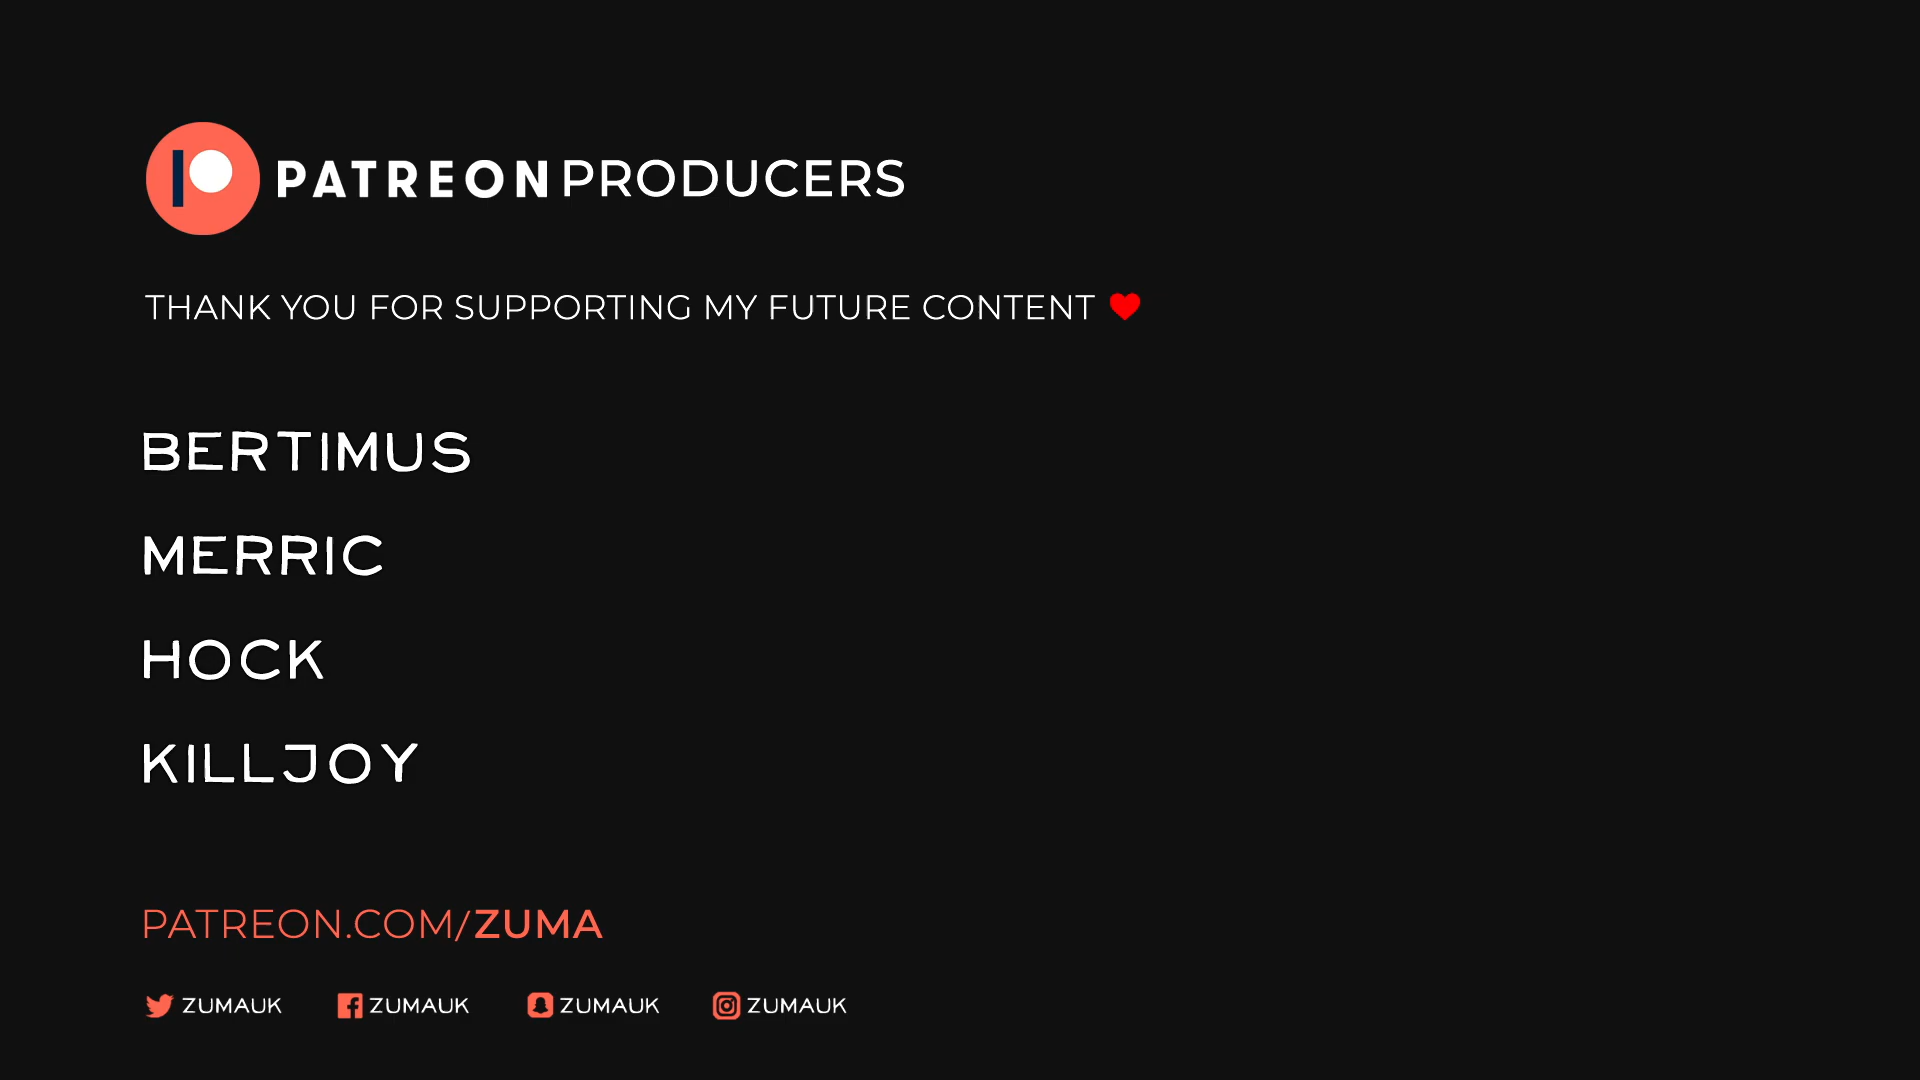 PATREON PRODUCERS
THANK YOU FOR SUPPORTING MY FUTURE CONTENT
BERTIMUS
MERRIC
HOCK
KILLJOY
PATREON.COM/ZUMA
ZUMAUK ZUMAUK ZUMAUK ZUMAUK